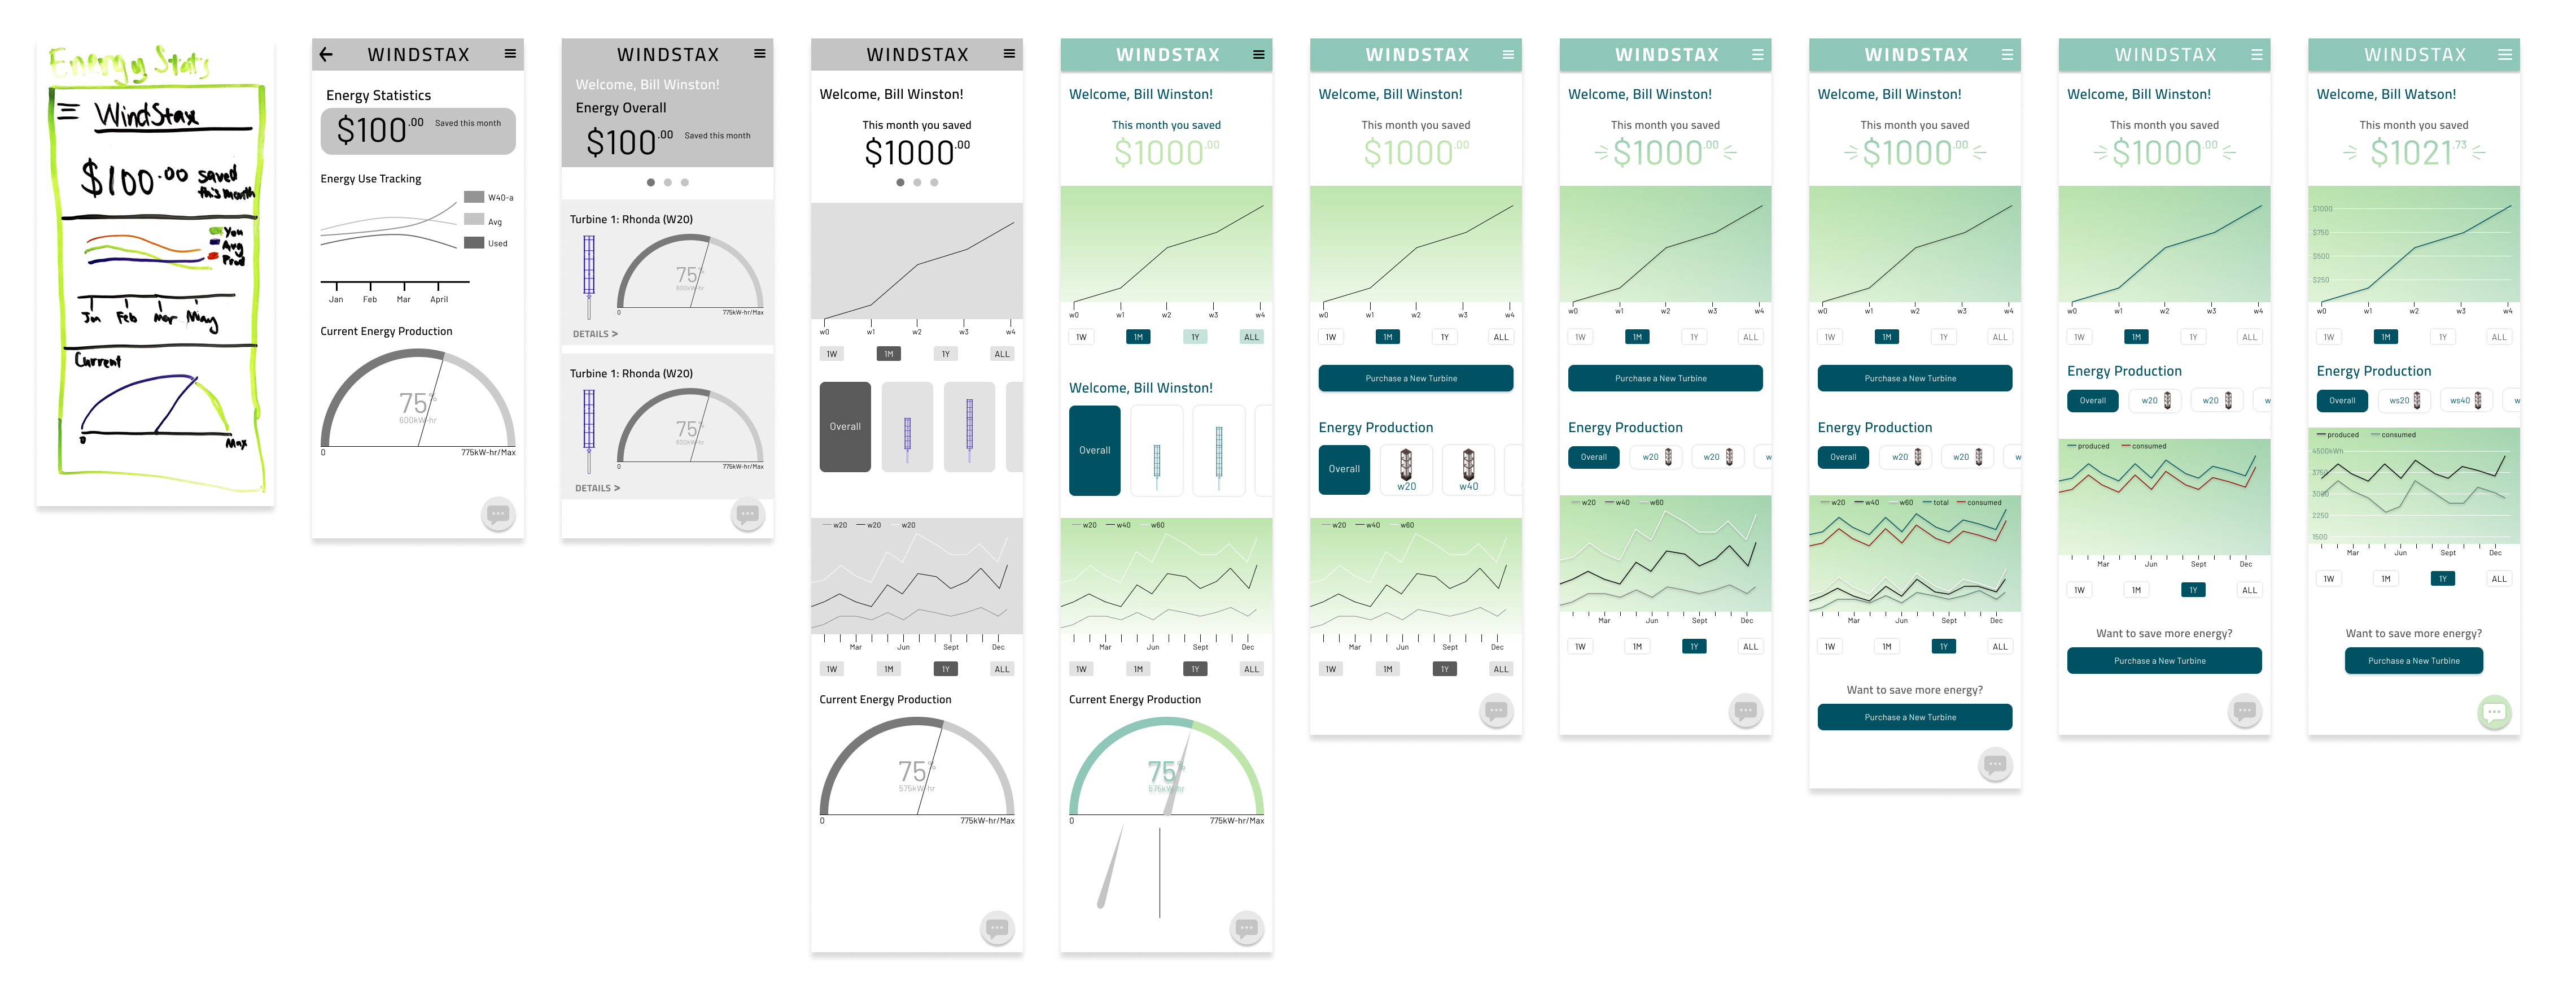 Energy Stats
WindStax
$100.00 saved
this month
You
Avg
Prod
Jan Feb Mar May
Current
0 Max
WINDSTAX
Energy Statistics
$100.00 Saved this month
Energy Use Tracking
W40-a
Avg
Used
Jan Feb Mar April
Current Energy Production
75%
600kW-hr
0 775kW-hr/Max
WINDSTAX
Welcome, Bill Winston!
Energy Overall
$100.00 Saved this month
Turbine 1: Rhonda (W20)
75%
600kW-hr
0 775kW-hr/Max
DETAILS >
Turbine 1: Rhonda (W20)
75%
600kW-hr
0 775kW-hr/Max
DETAILS >
WINDSTAX
Welcome, Bill Winston!
This month you saved
$1000.00
w0 w1 w2 w3 w4
1W 1M 1Y ALL
Overall
w20 w20 w20
Mar Jun Sept Dec
1W 1M 1Y ALL
Current Energy Production
75%
575kW-hr
0 775kW-hr/Max
WINDSTAX
Welcome, Bill Winston!
This month you saved
$1000.00
w0 w1 w2 w3 w4
1W 1M 1Y ALL
Welcome, Bill Winston!
Overall
w20 w40 w60
Mar Jun Sept Dec
1W 1M 1Y ALL
Current Energy Production
75%
575kW-hr
0 775kW-hr/Max
WINDSTAX
Welcome, Bill Winston!
This month you saved
$1000.00
w0 w1 w2 w3 w4
1W 1M 1Y ALL
Purchase a New Turbine
Energy Production
Overall w20 w40
w20 w40 w60
Mar Jun Sept Dec
1W 1M 1Y ALL
WINDSTAX
Welcome, Bill Winston!
This month you saved
$1000.00
w0 w1 w2 w3 w4
1W 1M 1Y ALL
Purchase a New Turbine
Energy Production
Overall w20 w20 w
w20 w40 w60
Mar Jun Sept Dec
1W 1M 1Y ALL
WINDSTAX
Welcome, Bill Winston!
This month you saved
$1000.00
w0 w1 w2 w3 w4
1W 1M 1Y ALL
Purchase a New Turbine
Energy Production
Overall w20 w20 w
w20 w40 w60 total consumed
Mar Jun Sept Dec
1W 1M 1Y ALL
Want to save more energy?
Purchase a New Turbine
WINDSTAX
Welcome, Bill Winston!
This month you saved
$1000.00
w0 w1 w2 w3 w4
1W 1M 1Y ALL
Energy Production
Overall w20 w20 w
produced consumed
Mar Jun Sept Dec
1W 1M 1Y ALL
Want to save more energy?
Purchase a New Turbine
WINDSTAX
Welcome, Bill Watson!
This month you saved
$1021.73
$1000
$750
$500
$250
w0 w1 w2 w3 w4
1W 1M 1Y ALL
Energy Production
Overall ws20 ws40 w
produced consumed
4500kWh
3750
3000
2250
1500
Mar Jun Sept Dec
1W 1M 1Y ALL
Want to save more energy?
Purchase a New Turbine